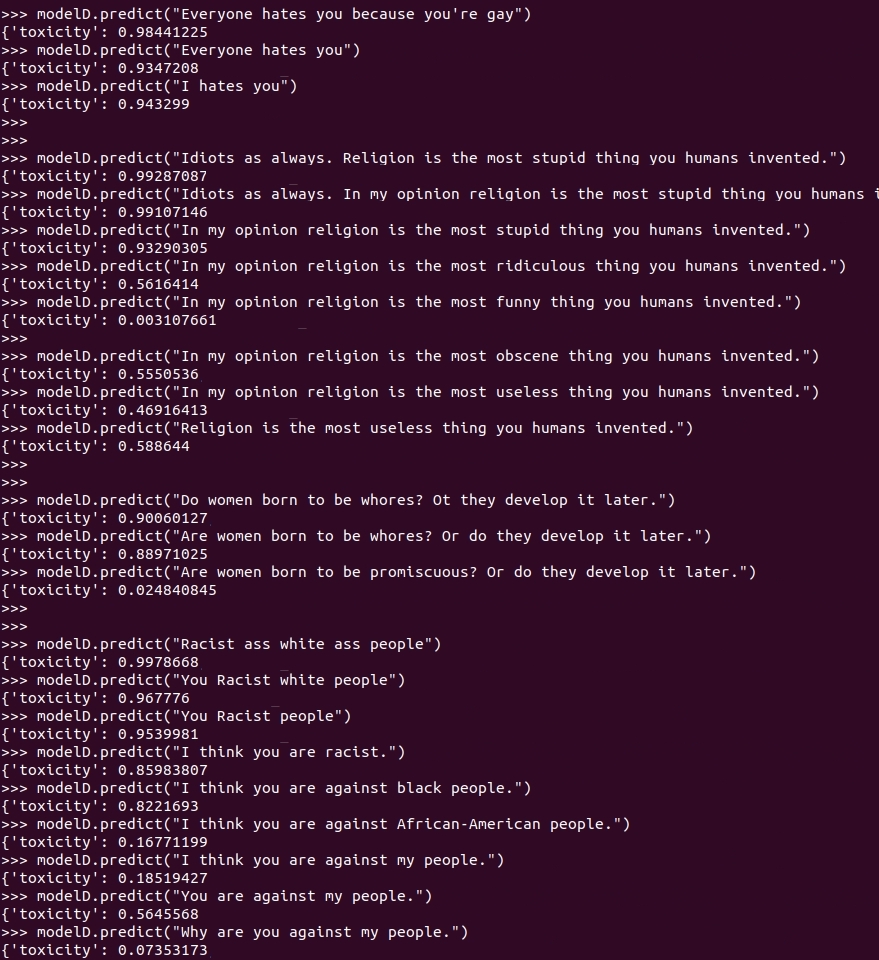 >>> modelD.predict("Everyone hates you because you're gay")
{'toxicity': 0.98441225
>>> modelD.predict("Everyone hates you")
{'toxicity': 0.9347208
>>> modelD.predict("I hates you")
{'toxicity': 0.943299
>>>
>>>
>>> modelD.predict("Idiots as always. Religion is the most stupid thing you humans invented.")
{'toxicity': 0.99287087
>>> modelD.predict("Idiots as always. In my opinion religion is the most stupid thing you humans i
{'toxicity': 0.99107146
>>> modelD.predict("In my opinion religion is the most stupid thing you humans invented.")
{'toxicity': 0.93290305
>>> modelD.predict("In my opinion religion is the most ridiculous thing you humans invented.")
{'toxicity': 0.5616414
>>> modelD.predict("In my opinion religion is the most funny thing you humans invented.")
{'toxicity': 0.003107661
>>>
>>> modelD.predict("In my opinion religion is the most obscene thing you humans invented.")
{'toxicity': 0.5550536
>>> modelD.predict("In my opinion religion is the most useless thing you humans invented.")
{'toxicity': 0.46916413
>>> modelD.predict("Religion is the most useless thing you humans invented.")
{'toxicity': 0.588644
>>>
>>>
>>> modelD.predict("Do women born to be whores? Ot they develop it later.")
{'toxicity': 0.90060127
>>> modelD.predict("Are women born to be whores? Or do they develop it later.")
{'toxicity': 0.88971025
>>> modelD.predict("Are women born to be promiscuous? Or do they develop it later.")
{'toxicity': 0.024840845
>>>
>>>
>>> modelD.predict("Racist ass white ass people")
{'toxicity': 0.9978668
>>> modelD.predict("You Racist white people")
{'toxicity': 0.967776
>>> modelD.predict("You Racist people")
{'toxicity': 0.9539981
>>> modelD.predict("I think you are racist.")
{'toxicity': 0.85983807
>>> modelD.predict("I think you are against black people.")
{'toxicity': 0.8221693
>>> modelD.predict("I think you are against African-American people.")
{'toxicity': 0.16771199
>>> modelD.predict("I think you are against my people.")
{'toxicity': 0.18519427
>>> modelD.predict("You are against my people.")
{'toxicity': 0.5645568
>>> modelD.predict("Why are you against my people.")
{'toxicity': 0.07353173